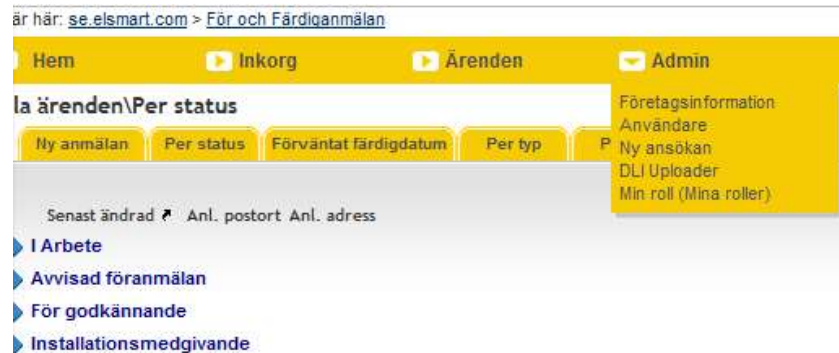 är här: se.elsmart.com > För och Färdiganmälan
Hem Inkorg Ärenden Admin
la ärenden\Per status
Företagsinformation
Användare
Ny ansökan
DLI Uploader
Min roll (Mina roller)
Ny anmälan Per status Förväntat färdigdatum Per typ P
Senast ändrad Anl. postort Anl. adress
I Arbete
Avvisad föranmälan
För godkännande
Installationsmedgivande